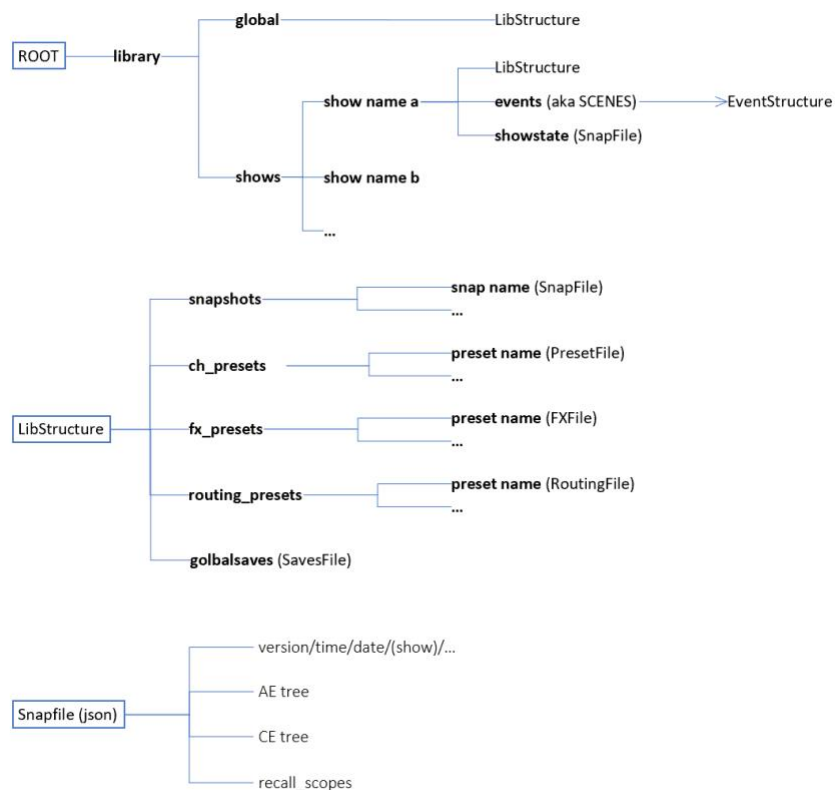 global LibStructure
ROOT library
LibStructure
show name a events (aka SCENES) EventStructure
showstate (SnapFile)
shows show name b
...
snapshots snap name (SnapFile)
...
ch_presets preset name (PresetFile)
...
LibStructure fx_presets preset name (FXFile)
...
routing_presets preset name (RoutingFile)
...
golbalsaves (SavesFile)
version/time/date/(show)/...
AE tree
Snapfile (json)
CE tree
recall_scopes